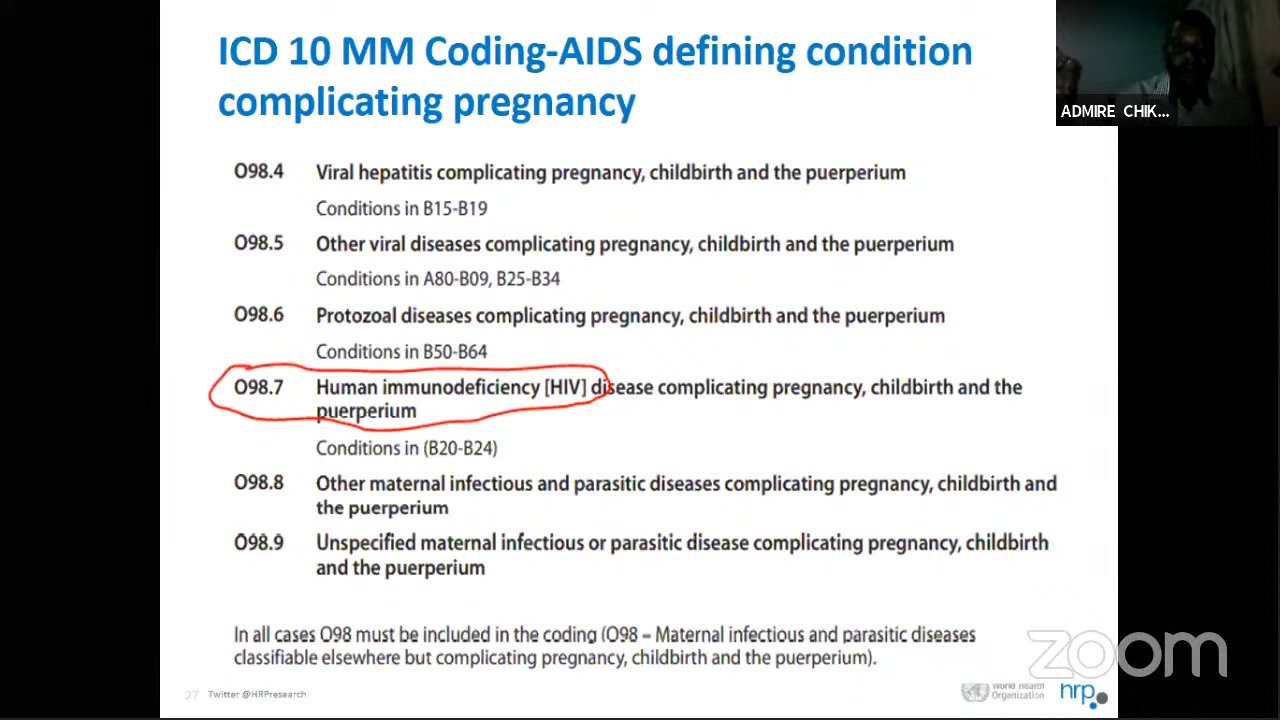 ICD 10 MM Coding-AIDS defining condition
complicating pregnancy
ADMIRE CHIK...
O98.4 Viral hepatitis complicating pregnancy, childbirth and the puerperium
Conditions in B15-B19
O98.5 Other viral diseases complicating pregnancy, childbirth and the puerperium
Conditions in A80-B09, B25-B34
O98.6 Protozoal diseases complicating pregnancy, childbirth and the puerperium
Conditions in B50-B64
O98.7 Human immunodeficiency [HIV] disease complicating pregnancy, childbirth and the
puerperium
Conditions in (B20-B24)
O98.8 Other maternal infectious and parasitic diseases complicating pregnancy, childbirth and
the puerperium
O98.9 Unspecified maternal infectious or parasitic disease complicating pregnancy, childbirth
and the puerperium
In all cases O98 must be included in the coding (O98 – Maternal infectious and parasitic diseases
classifiable elsewhere but complicating pregnancy, childbirth and the puerperium).
zoom
27 Twitter @HRPresearch
World Health
Organization
hrp